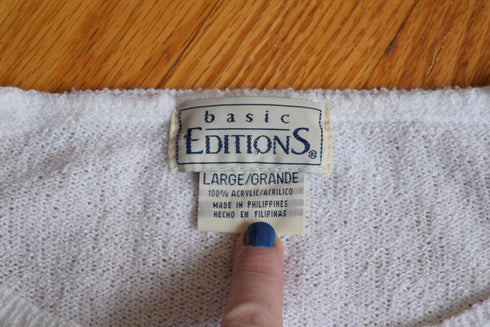 basic
EDITIONS®
LARGE/GRANDE
100% ACRYLIC/ACRILICO
MADE IN PHILIPPINES
HECHO EN FILIPINAS